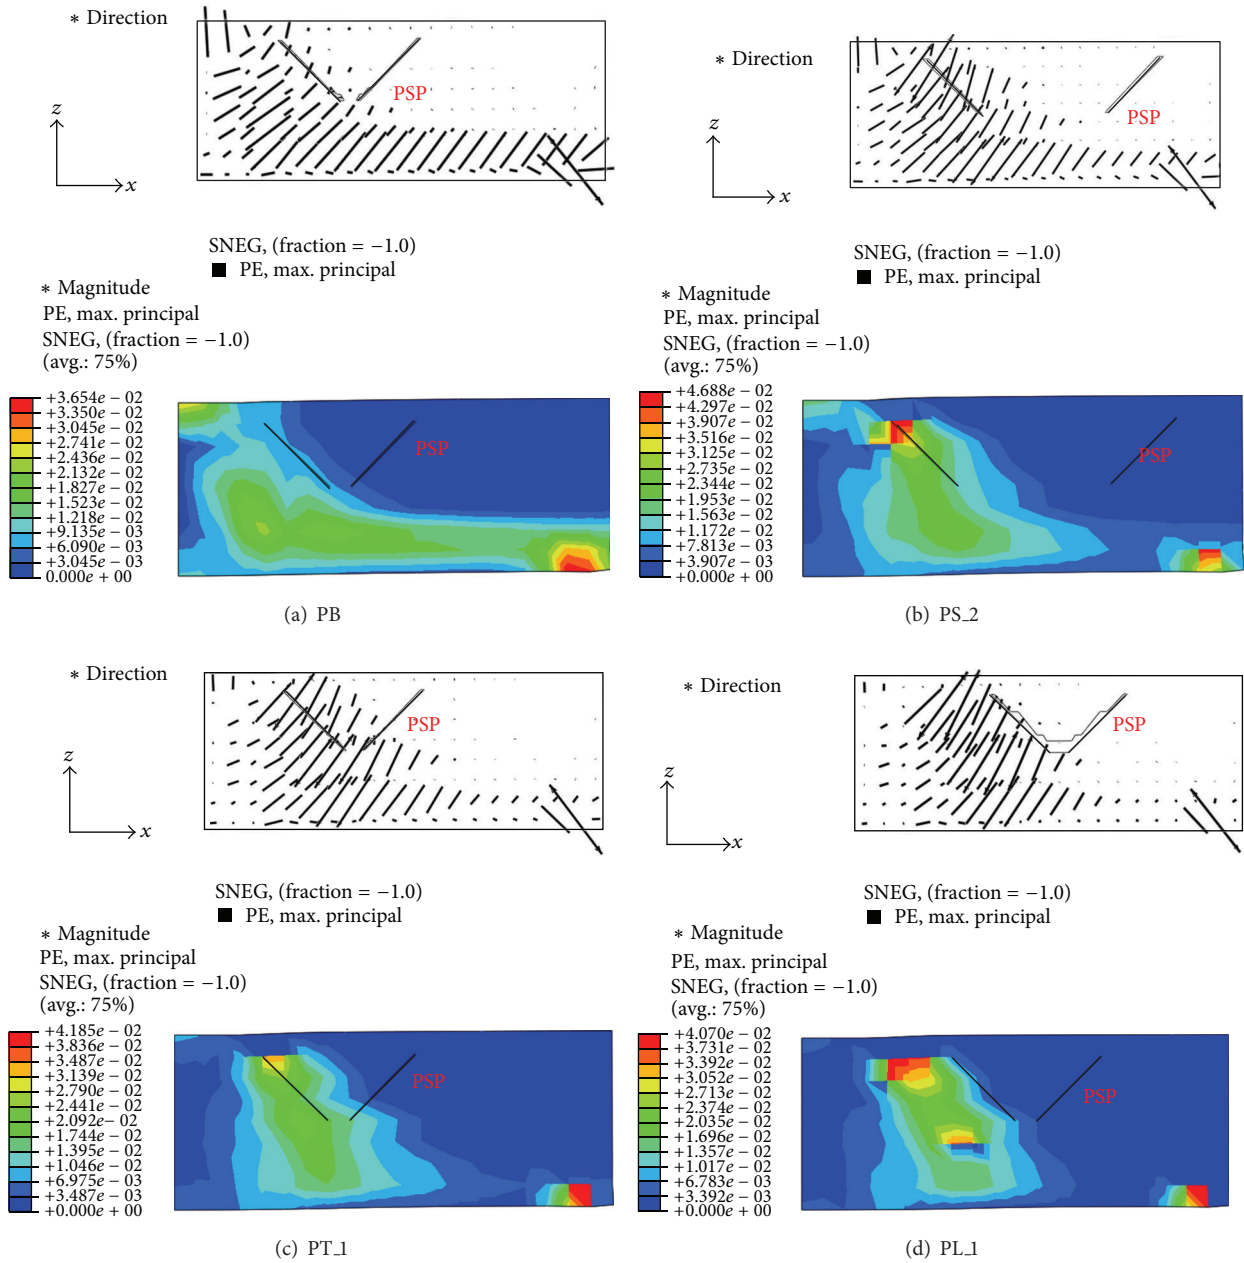 * Direction
PSP
z
x
SNEG, (fraction = −1.0)
■ PE, max. principal
* Magnitude
PE, max. principal
SNEG, (fraction = −1.0)
(avg.: 75%)
+3.654e − 02
+3.350e − 02
+3.045e − 02
+2.741e − 02
+2.436e − 02
+2.132e − 02
+1.827e − 02
+1.523e − 02
+1.218e − 02
+9.135e − 03
+6.090e − 03
+3.045e − 03
0.000e + 00
PSP
(a) PB
* Direction
PSP
z
x
SNEG, (fraction = −1.0)
■ PE, max. principal
* Magnitude
PE, max. principal
SNEG, (fraction = −1.0)
(avg.: 75%)
+4.688e − 02
+4.297e − 02
+3.907e − 02
+3.516e − 02
+3.125e − 02
+2.735e − 02
+2.344e − 02
+1.953e − 02
+1.563e − 02
+1.172e − 02
+7.813e − 03
+3.907e − 03
+0.000e + 00
PSP
(b) PS_2
* Direction
PSP
z
x
SNEG, (fraction = −1.0)
■ PE, max. principal
* Magnitude
PE, max. principal
SNEG, (fraction = −1.0)
(avg.: 75%)
+4.185e − 02
+3.836e − 02
+3.487e − 02
+3.139e − 02
+2.790e − 02
+2.441e − 02
+2.092e − 02
+1.744e − 02
+1.395e − 02
+1.046e − 02
+6.975e − 03
+3.487e − 03
+0.000e + 00
PSP
(c) PT_1
* Direction
PSP
z
x
SNEG, (fraction = −1.0)
■ PE, max. principal
* Magnitude
PE, max. principal
SNEG, (fraction = −1.0)
(avg.: 75%)
+4.070e − 02
+3.731e − 02
+3.392e − 02
+3.052e − 02
+2.713e − 02
+2.374e − 02
+2.035e − 02
+1.696e − 02
+1.357e − 02
+1.017e − 02
+6.783e − 03
+3.392e − 03
+0.000e + 00
PSP
(d) PL_1